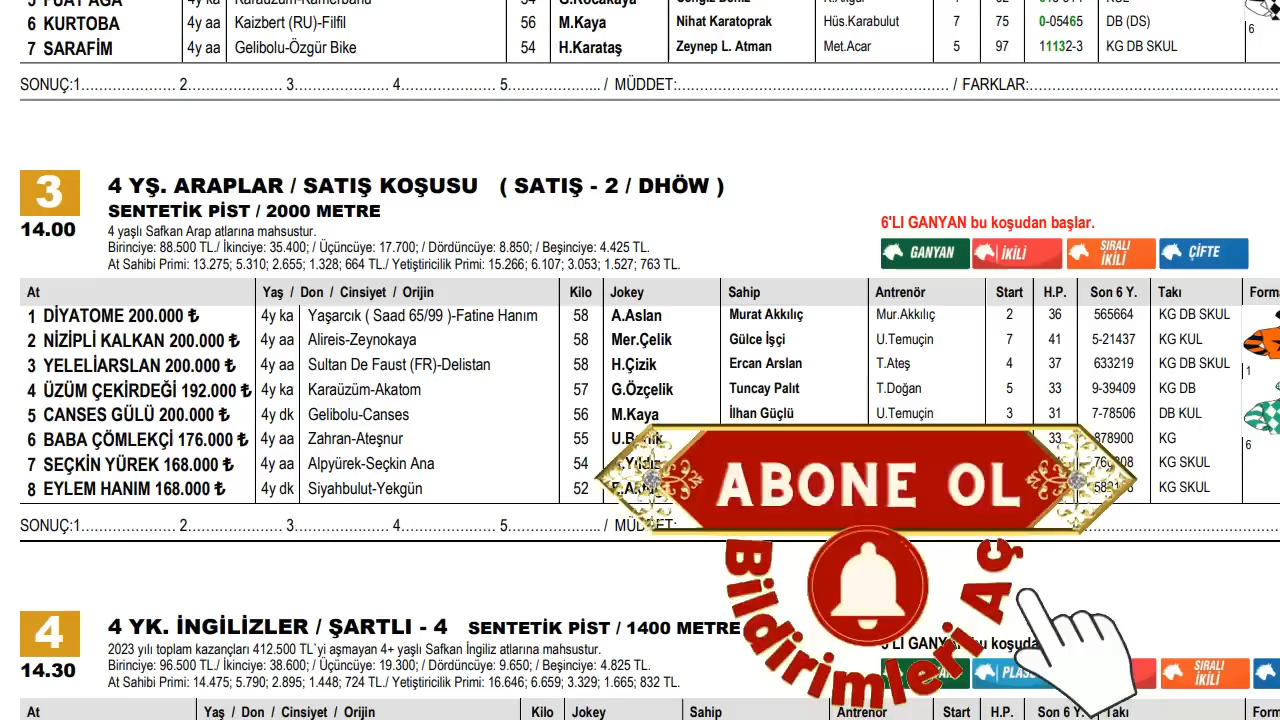 6 KURTOBA 4y aa Kaizbert (RU)-Filfil 56 M.Kaya Nihat Karatoprak Hüs.Karabulut 7 75 0-05465 DB (DS)
7 SARAFİM 4y aa Gelibolu-Özgür Bike 54 H.Karataş Zeynep L. Atman Met.Acar 5 97 11132-3 KG DB SKUL
6
SONUÇ:1..................... 2..................... 3...................... 4...................... 5..................... / MÜDDET:............................................................ / FARKLAR:........................................................
3 4 YŞ. ARAPLAR / SATIŞ KOŞUSU ( SATIŞ - 2 / DHÖW )
SENTETİK PİST / 2000 METRE
14.00 4 yaşlı Safkan Arap atlarına mahsustur.
6'LI GANYAN bu koşudan başlar.
Birinciye: 88.500 TL./ İkinciye: 35.400; / Üçüncüye: 17.700; / Dördüncüye: 8.850; / Beşinciye: 4.425 TL.
At Sahibi Primi: 13.275; 5.310; 2.655; 1.328; 664 TL./ Yetiştiricilik Primi: 15.266; 6.107; 3.053; 1.527; 763 TL.
GANYAN İKİLİ SIRALI İKİLİ ÇİFTE
At Yaş / Don / Cinsiyet / Orijin Kilo Jokey Sahip Antrenör Start H.P. Son 6 Y. Takı Forma
1 DİYATOME 200.000 ₺ 4y ka Yaşarcık ( Saad 65/99 )-Fatine Hanım 58 A.Aslan Murat Akkılıç Mur.Akkılıç 2 36 565664 KG DB SKUL
2 NİZİPLİ KALKAN 200.000 ₺ 4y aa Alireis-Zeynokaya 58 Mer.Çelik Gülce İşçi U.Temuçin 7 41 5-21437 KG KUL
3 YELELİARSLAN 200.000 ₺ 4y aa Sultan De Faust (FR)-Delistan 58 H.Çizik Ercan Arslan T.Ateş 4 37 633219 KG DB SKUL
1
4 ÜZÜM ÇEKİRDEĞİ 192.000 ₺ 4y ka Karaüzüm-Akatom 57 G.Özçelik Tuncay Palıt T.Doğan 5 33 9-39409 KG DB
5 CANSES GÜLÜ 200.000 ₺ 4y dk Gelibolu-Canses 56 M.Kaya İlhan Güçlü U.Temuçin 3 31 7-78506 DB KUL
6 BABA ÇÖMLEKÇİ 176.000 ₺ 4y aa Zahran-Ateşnur 55 33 878900 KG
6
7 SEÇKİN YÜREK 168.000 ₺ 4y aa Alpyürek-Seçkin Ana 54 KG SKUL
8 EYLEM HANIM 168.000 ₺ 4y dk Siyahbulut-Yekgün 52 KG SKUL
ABONE OL
SONUÇ:1..................... 2..................... 3...................... 4...................... 5..................... / MÜDDET:
Bildirimleri Aç
4 4 YK. İNGİLİZLER / ŞARTLI - 4 SENTETİK PİST / 1400 METRE
14.30 2023 yılı toplam kazançları 412.500 TL`yi aşmayan 4+ yaşlı Safkan İngiliz atlarına mahsustur.
Birinciye: 96.500 TL./ İkinciye: 38.600; / Üçüncüye: 19.300; / Dördüncüye: 9.650; / Beşinciye: 4.825 TL.
At Sahibi Primi: 14.475; 5.790; 2.895; 1.448; 724 TL./ Yetiştiricilik Primi: 16.646; 6.659; 3.329; 1.665; 832 TL.
SIRALI İKİLİ
At Yaş / Don / Cinsiyet / Orijin Kilo Jokey Sahip Antrenör Start H.P. Son 6 Y. Takı Forma